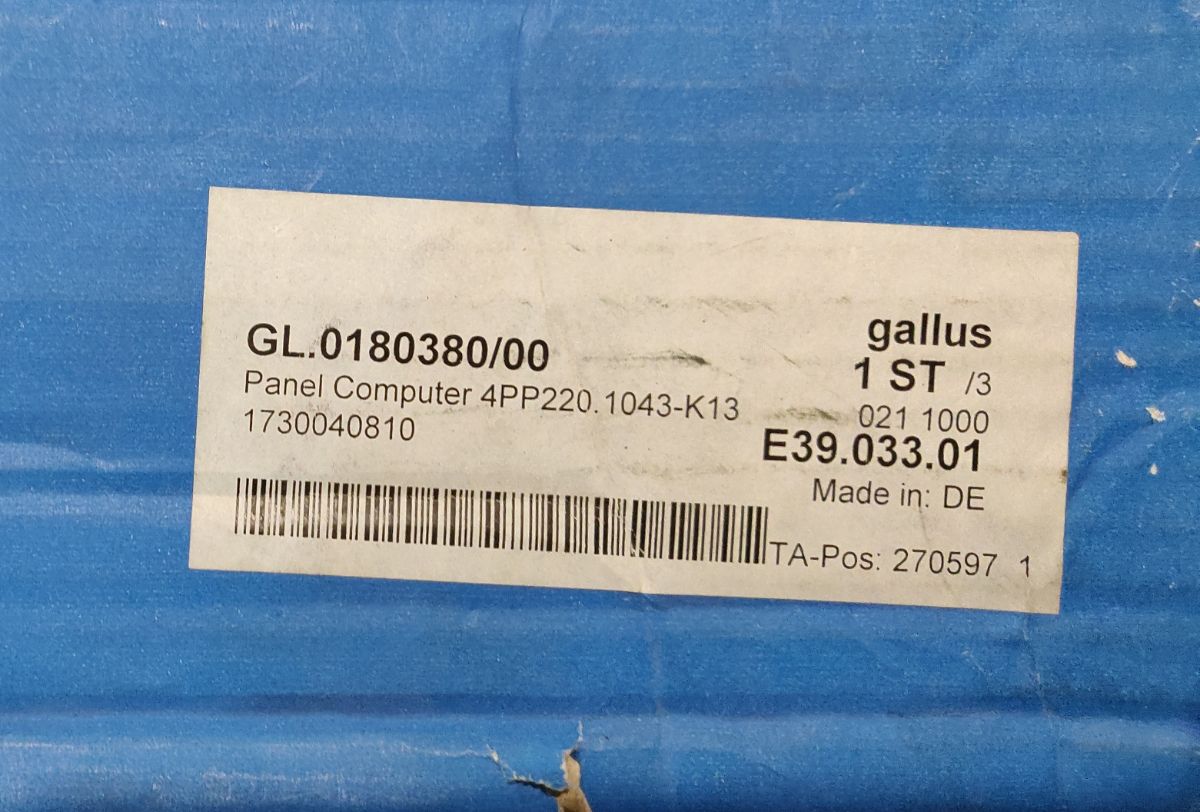 GL.0180380/00
Panel Computer 4PP220.1043-K13
1730040810
gallus
1 ST /3
021 1000
E39.033.01
Made in: DE
TA-Pos: 270597 1